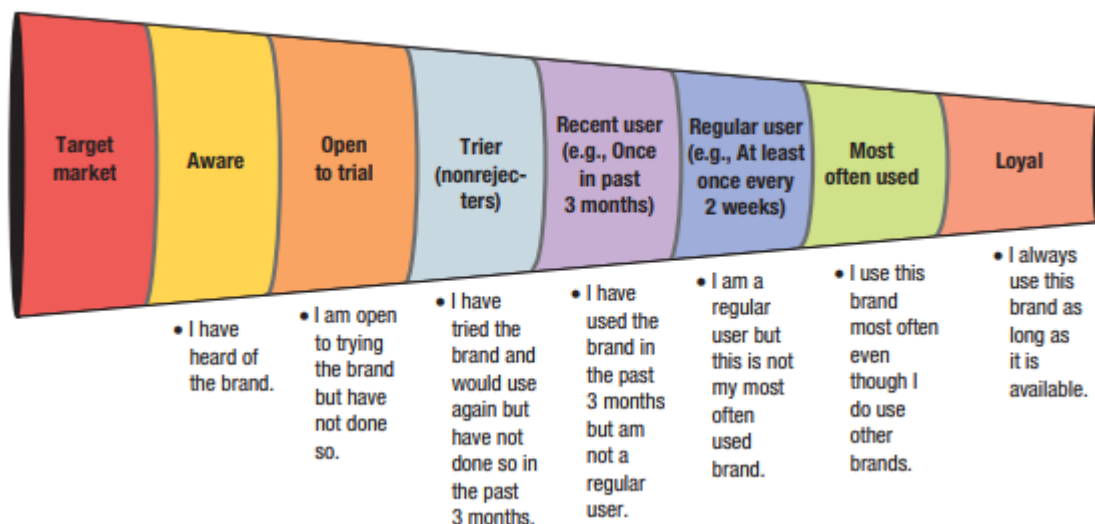 Target
market
Aware
Open
to trial
Trier
(nonrejec-
ters)
Recent user
(e.g., Once
in past
3 months)
Regular user
(e.g., At least
once every
2 weeks)
Most
often used
Loyal
• I have
heard of
the brand.
• I am open
to trying
the brand
but have
not done
so.
• I have
tried the
brand and
would use
again but
have not
done so in
the past
3 months.
• I have
used the
brand in
the past
3 months
but am
not a
regular
user.
• I am a
regular
user but
this is not
my most
often
used
brand.
• I use this
brand
most often
even
though I
do use
other
brands.
• I always
use this
brand as
long as
it is
available.